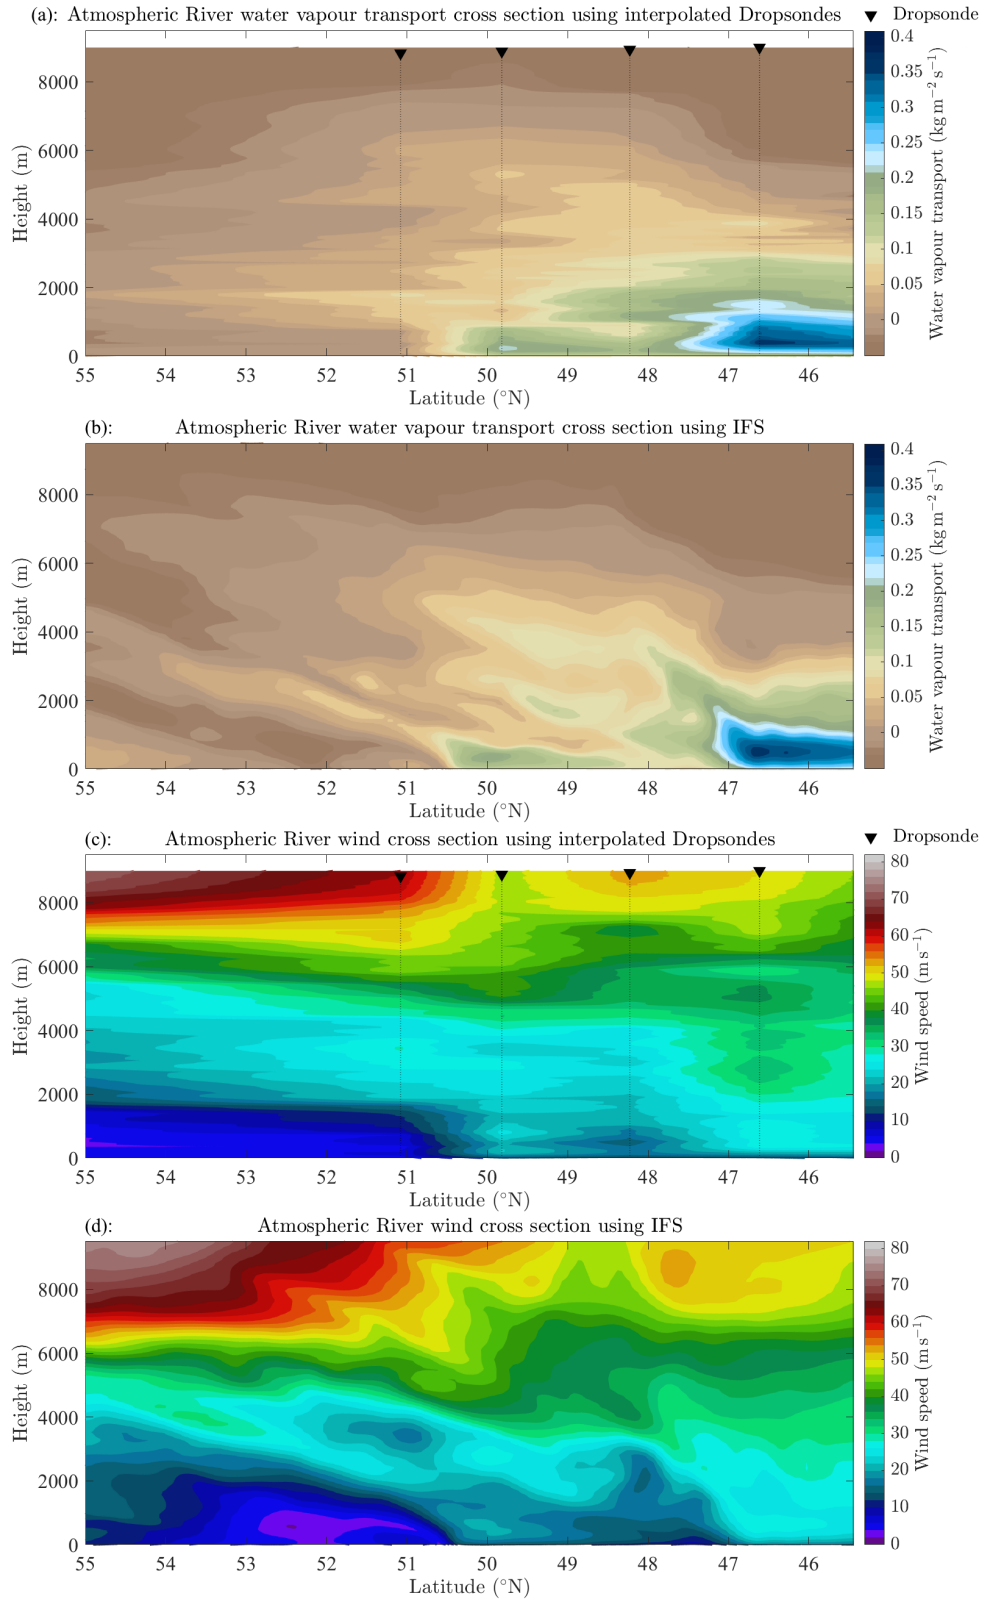 (a): Atmospheric River water vapour transport cross section using interpolated Dropsondes
▼ Dropsonde
8000
6000
4000
2000
0
Height (m)
55 54 53 52 51 50 49 48 47 46
Latitude (°N)
0.4
0.35
0.3
0.25
0.2
0.15
0.1
0.05
0
Water vapour transport (kg m⁻² s⁻¹)
(b): Atmospheric River water vapour transport cross section using IFS
8000
6000
4000
2000
0
Height (m)
55 54 53 52 51 50 49 48 47 46
Latitude (°N)
0.4
0.35
0.3
0.25
0.2
0.15
0.1
0.05
0
Water vapour transport (kg m⁻² s⁻¹)
(c): Atmospheric River wind cross section using interpolated Dropsondes
▼ Dropsonde
8000
6000
4000
2000
0
Height (m)
55 54 53 52 51 50 49 48 47 46
Latitude (°N)
80
70
60
50
40
30
20
10
0
Wind speed (m s⁻¹)
(d): Atmospheric River wind cross section using IFS
8000
6000
4000
2000
0
Height (m)
55 54 53 52 51 50 49 48 47 46
Latitude (°N)
80
70
60
50
40
30
20
10
0
Wind speed (m s⁻¹)